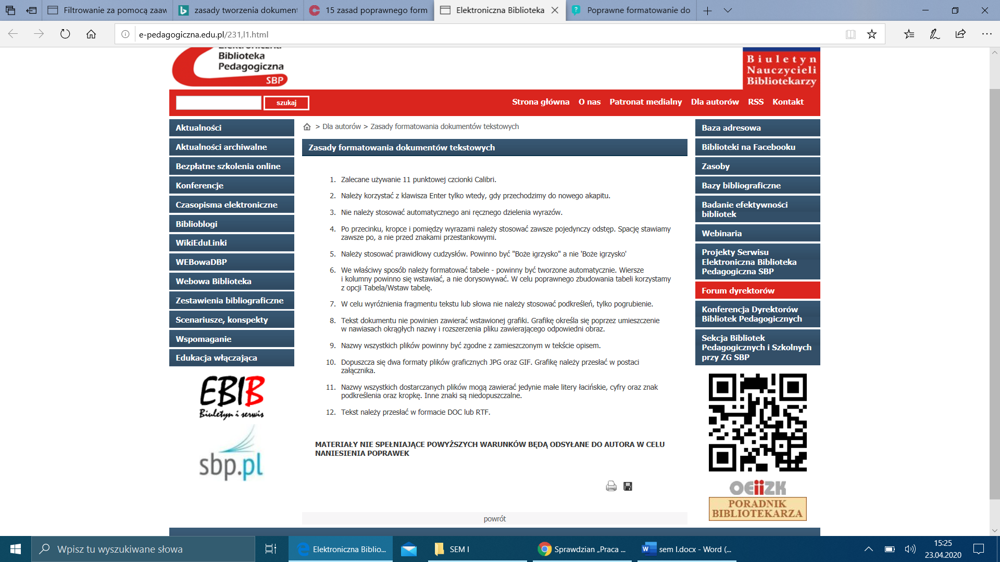 Filtrowanie za pomocą zaaw
zasady tworzenia dokument
15 zasad poprawnego form
Elektroniczna Biblioteka
Poprawne formatowanie do
e-pedagogiczna.edu.pl/231,l1.html
Elektroniczna
Biblioteka
Pedagogiczna
SBP
Biuletyn
Nauczycieli
Bibliotekarzy
szukaj
Strona główna O nas Patronat medialny Dla autorów RSS Kontakt
Aktualności
Aktualności archiwalne
Bezpłatne szkolenia online
Konferencje
Czasopisma elektroniczne
Biblioblogi
WikiEduLinki
WEBowaDBP
Webowa Biblioteka
Zestawienia bibliograficzne
Scenariusze, konspekty
Wspomaganie
Edukacja włączająca
EBIB
Biuletyn i serwis
sbp.pl
> Dla autorów > Zasady formatowania dokumentów tekstowych
Zasady formatowania dokumentów tekstowych
1. Zalecane używanie 11 punktowej czcionki Calibri.
2. Należy korzystać z klawisza Enter tylko wtedy, gdy przechodzimy do nowego akapitu.
3. Nie należy stosować automatycznego ani ręcznego dzielenia wyrazów.
4. Po przecinku, kropce i pomiędzy wyrazami należy stosować zawsze pojedynczy odstęp. Spację stawiamy
zawsze po, a nie przed znakami przestankowymi.
5. Należy stosować prawidłowy cudzysłów. Powinno być "Boże igrzysko" a nie 'Boże igrzysko'
6. We właściwy sposób należy formatować tabele - powinny być tworzone automatycznie. Wiersze
i kolumny powinno się wstawiać, a nie dorysowywać. W celu poprawnego zbudowania tabeli korzystamy
z opcji Tabela/Wstaw tabelę.
7. W celu wyróżnienia fragmentu tekstu lub słowa nie należy stosować podkreśleń, tylko pogrubienie.
8. Tekst dokumentu nie powinien zawierać wstawionej grafiki. Grafikę określa się poprzez umieszczenie
w nawiasach okrągłych nazwy i rozszerzenia pliku zawierającego odpowiedni obraz.
9. Nazwy wszystkich plików powinny być zgodne z zamieszczonym w tekście opisem.
10. Dopuszcza się dwa formaty plików graficznych JPG oraz GIF. Grafikę należy przesłać w postaci
załącznika.
11. Nazwy wszystkich dostarczanych plików mogą zawierać jedynie małe litery łacińskie, cyfry oraz znak
podkreślenia oraz kropkę. Inne znaki są niedopuszczalne.
12. Tekst należy przesłać w formacie DOC lub RTF.
MATERIAŁY NIE SPEŁNIAJĄCE POWYŻSZYCH WARUNKÓW BĘDĄ ODSYŁANE DO AUTORA W CELU
NANIESIENIA POPRAWEK
powrót
Baza adresowa
Biblioteki na Facebooku
Zasoby
Bazy bibliograficzne
Badanie efektywności
bibliotek
Webinaria
Projekty Serwisu
Elektroniczna Biblioteka
Pedagogiczna SBP
Forum dyrektorów
Konferencja Dyrektorów
Bibliotek Pedagogicznych
Sekcja Bibliotek
Pedagogicznych i Szkolnych
przy ZG SBP
OEiiZK
PORADNIK
BIBLIOTEKARZA
Wpisz tu wyszukiwane słowa
Elektroniczna Biblio...
SEM I
Sprawdzian „Praca ...
sem I.docx - Word (...
15:25
23.04.2020